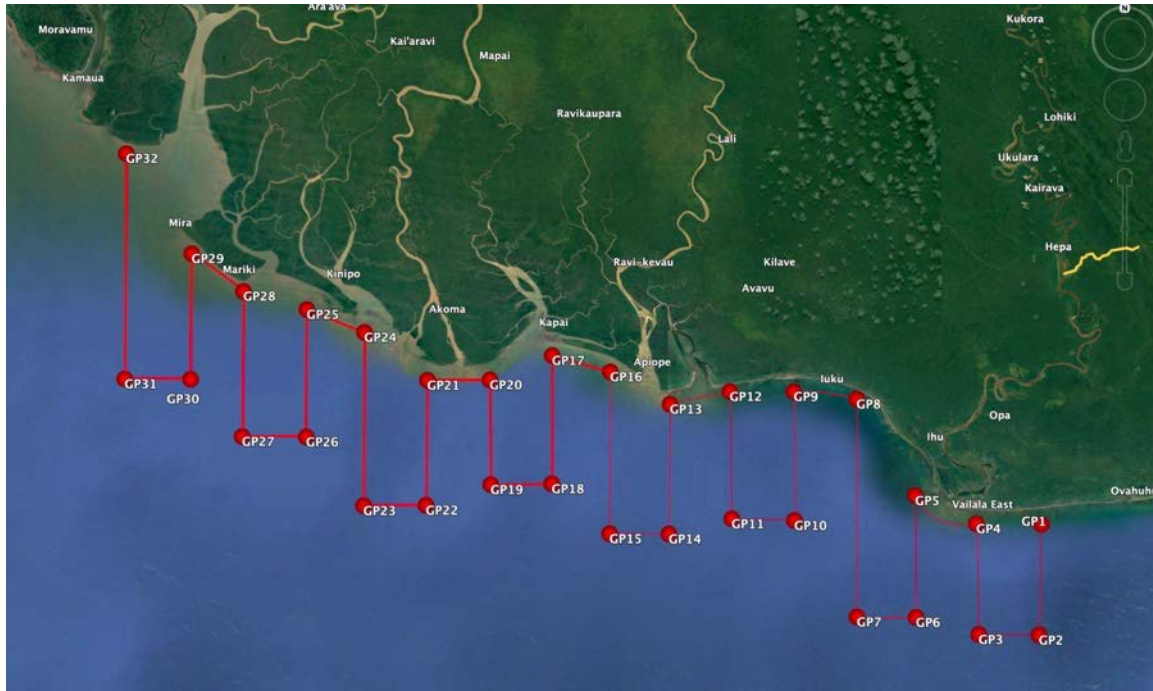 Ara'ava
N
Kukora
Moravamu
Kai'aravi
Mapai
Kamaua
Ravikaupara
Lohiki
Lali
GP32
Ukulara
Kairava
Mira
Hepa
GP29
Ravi-kevau
Kilave
Mariki
Kinipo
Avavu
GP28
GP25
Akoma
Kapai
GP24
GP17
Apiope
GP16
GP31
GP21
GP20
Iuku
GP30
GP12
GP9
GP8
GP13
Opa
GP27
GP26
Ihu
GP19
GP18
Ovahuhu
GP5
GP23
GP22
Vailala East
GP11
GP10
GP4
GP1
GP15
GP14
GP7
GP6
GP3
GP2